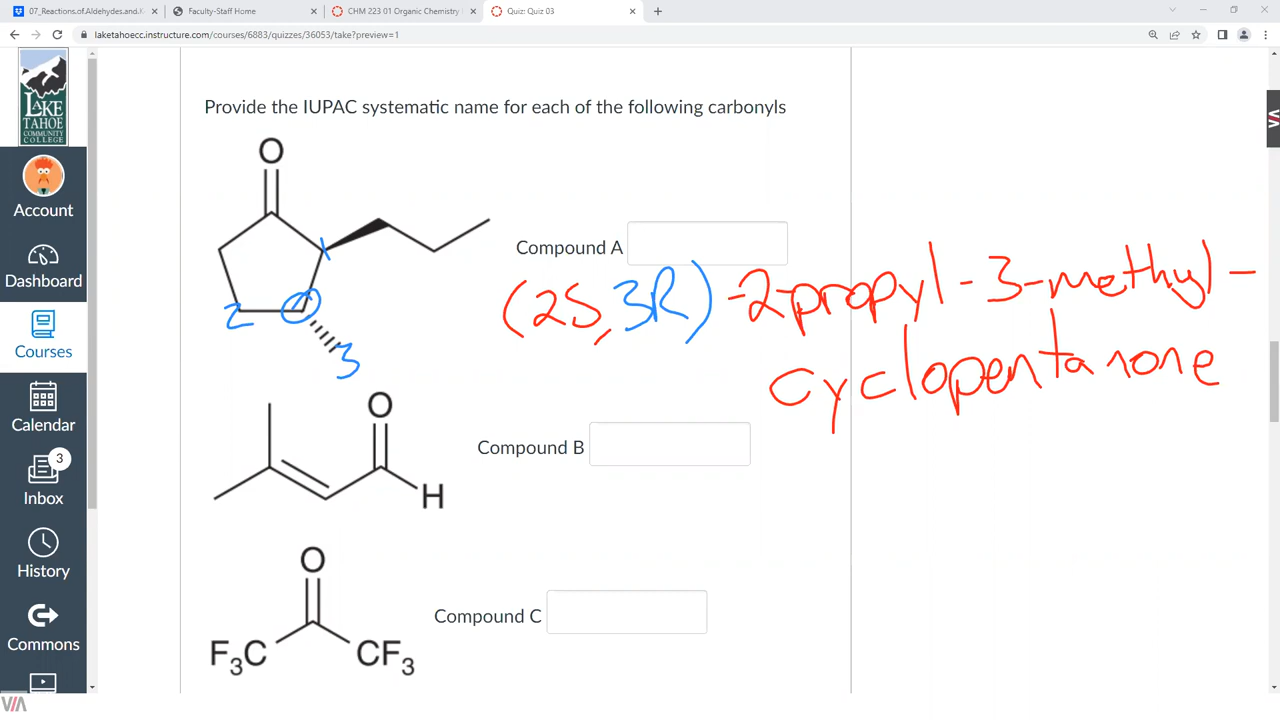 07_Reactions.of.Aldehydes.and.K
Faculty-Staff Home
CHM 223 01 Organic Chemistry
Quiz: Quiz 03
laketahoecc.instructure.com/courses/6883/quizzes/36053/take?preview=1
LAKE
TAHOE
COMMUNITY
COLLEGE
Account
Dashboard
Courses
Calendar
3
Inbox
History
Commons
Provide the IUPAC systematic name for each of the following carbonyls
O
Compound A
1
2
3
(2S, 3R) -2-propyl-3-methyl-
cyclopentanone
O
H
Compound B
O
F3C
CF3
Compound C
VIA